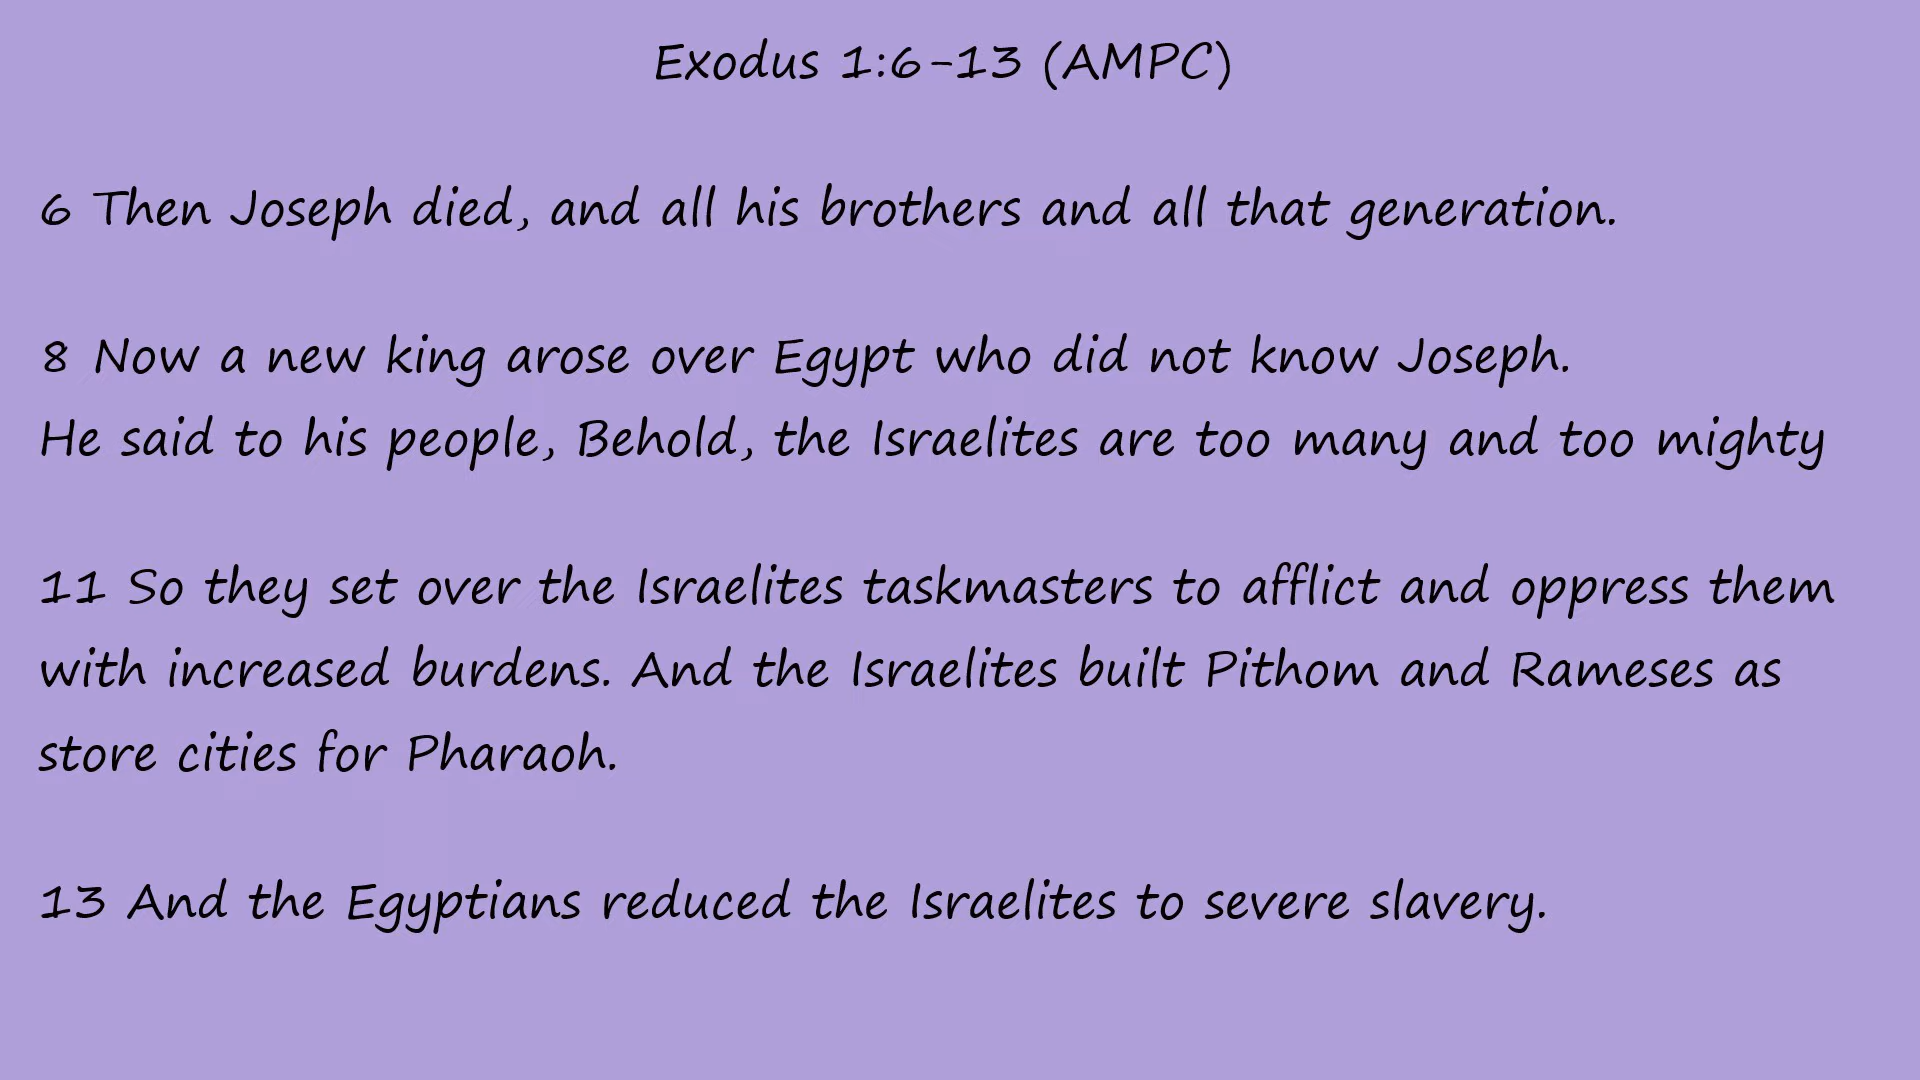 Exodus 1:6-13 (AMPC)
6 Then Joseph died, and all his brothers and all that generation.
8 Now a new king arose over Egypt who did not know Joseph.
He said to his people, Behold, the Israelites are too many and too mighty
11 So they set over the Israelites taskmasters to afflict and oppress them
with increased burdens. And the Israelites built Pithom and Rameses as
store cities for Pharaoh.
13 And the Egyptians reduced the Israelites to severe slavery.